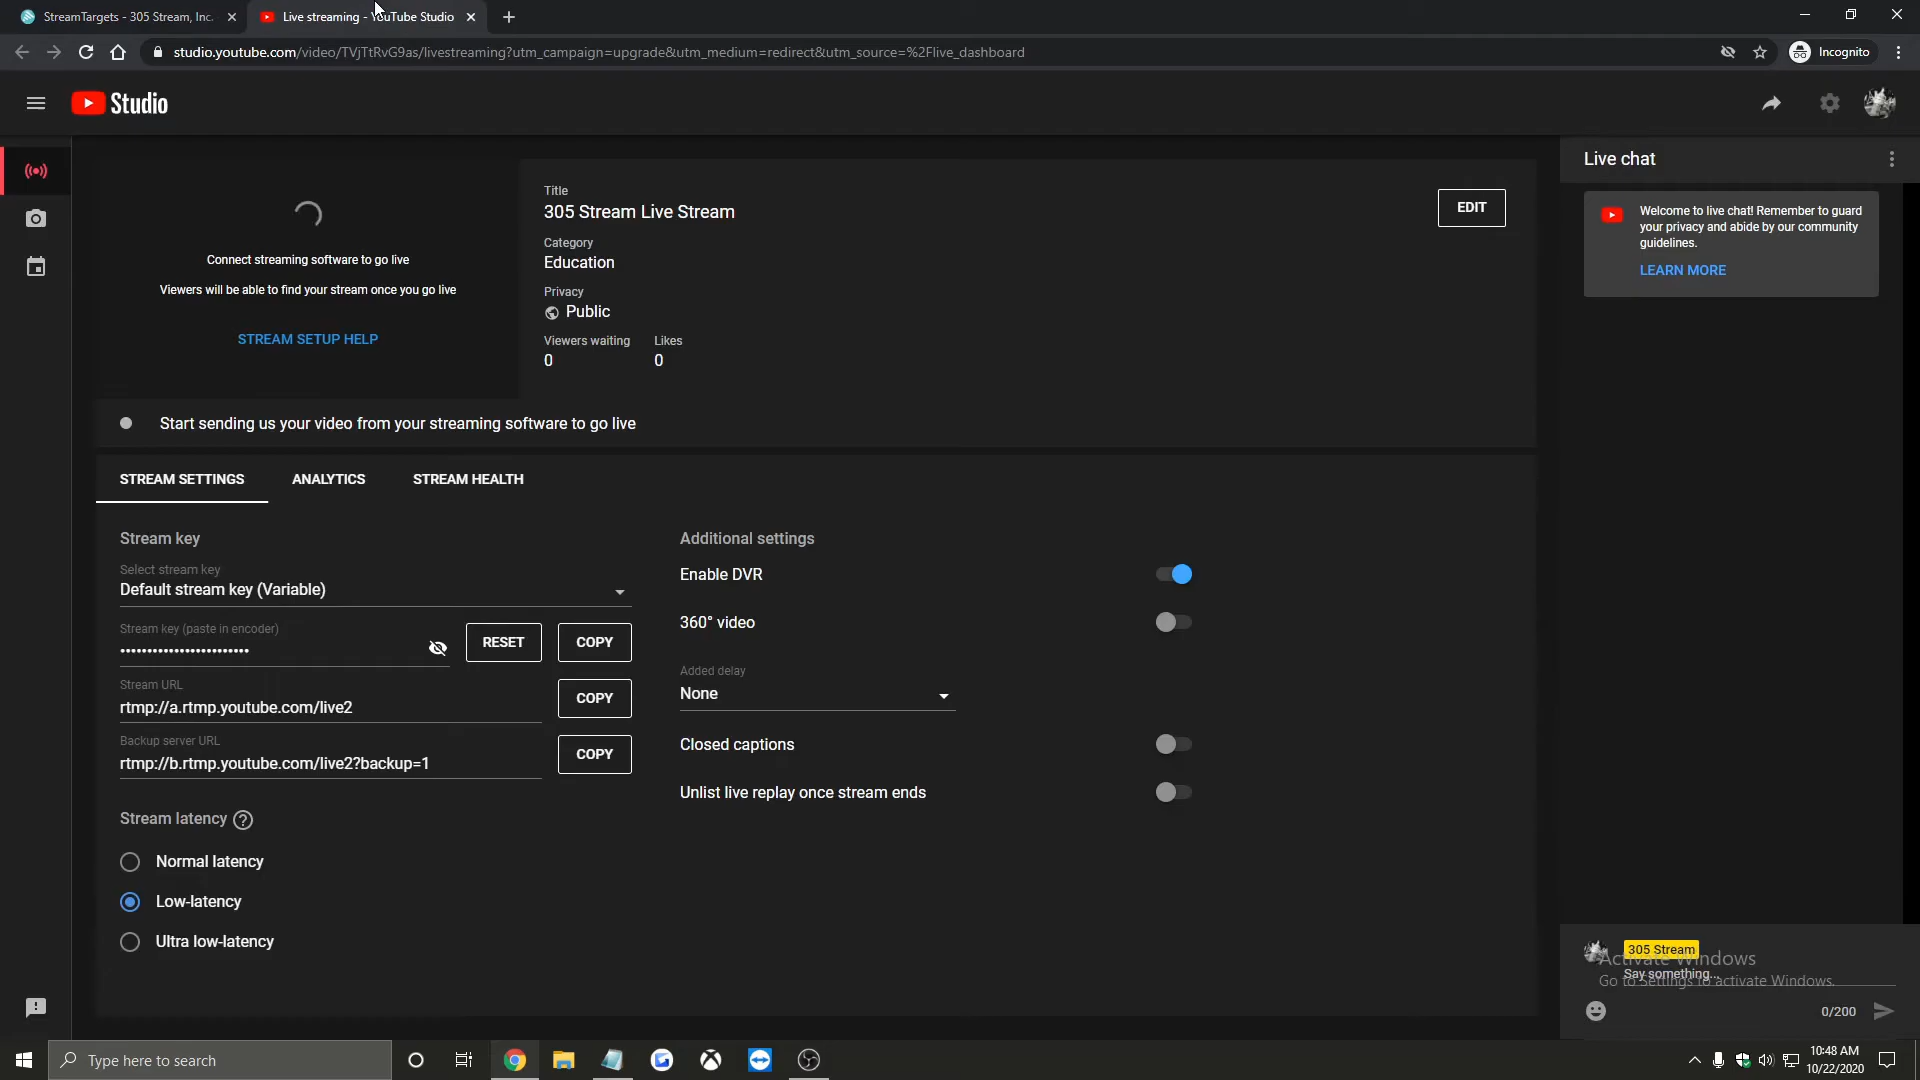 StreamTargets - 305 Stream, Inc.
Live streaming - YouTube Studio
studio.youtube.com/video/TVjTtRvG9as/livestreaming?utm_campaign=upgrade&utm_medium=redirect&utm_source=%2Flive_dashboard
Incognito
Studio
Connect streaming software to go live
Viewers will be able to find your stream once you go live
STREAM SETUP HELP
Title
305 Stream Live Stream
Category
Education
Privacy
Public
Viewers waiting
Likes
0
0
EDIT
Live chat
Welcome to live chat! Remember to guard
your privacy and abide by our community
guidelines.
LEARN MORE
Start sending us your video from your streaming software to go live
STREAM SETTINGS
ANALYTICS
STREAM HEALTH
Stream key
Select stream key
Default stream key (Variable)
Stream key (paste in encoder)
RESET
COPY
Stream URL
rtmp://a.rtmp.youtube.com/live2
COPY
Backup server URL
rtmp://b.rtmp.youtube.com/live2?backup=1
COPY
Stream latency
Normal latency
Low-latency
Ultra low-latency
Additional settings
Enable DVR
360° video
Added delay
None
Closed captions
Unlist live replay once stream ends
305 Stream
Say something...
Activate Windows
Go to Settings to activate Windows.
0/200
Type here to search
10:48 AM
10/22/2020